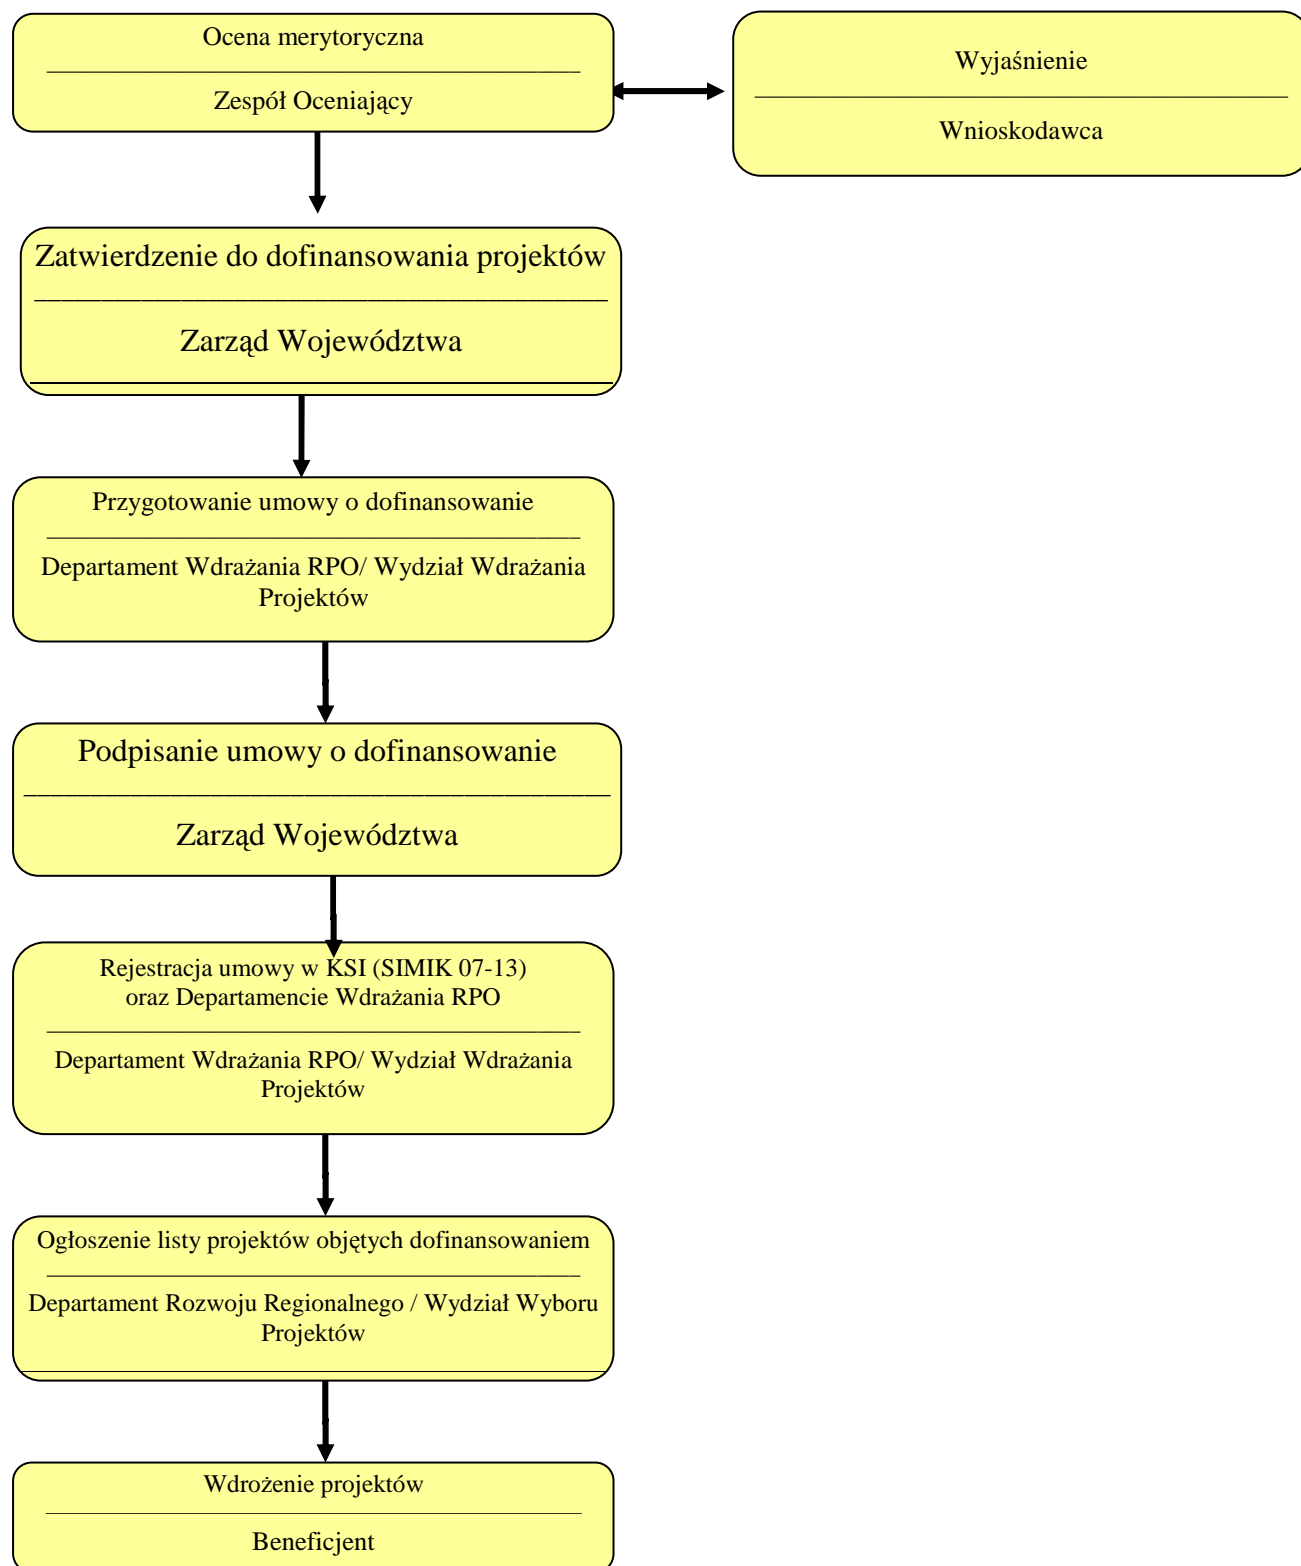 Ocena merytoryczna
Zespół Oceniający
Wyjaśnienie
Wnioskodawca
Zatwierdzenie do dofinansowania projektów
Zarząd Województwa
Przygotowanie umowy o dofinansowanie
Departament Wdrażania RPO/ Wydział Wdrażania
Projektów
Podpisanie umowy o dofinansowanie
Zarząd Województwa
Rejestracja umowy w KSI (SIMIK 07-13)
oraz Departamencie Wdrażania RPO
Departament Wdrażania RPO/ Wydział Wdrażania
Projektów
Ogłoszenie listy projektów objętych dofinansowaniem
Departament Rozwoju Regionalnego / Wydział Wyboru
Projektów
Wdrożenie projektów
Beneficjent